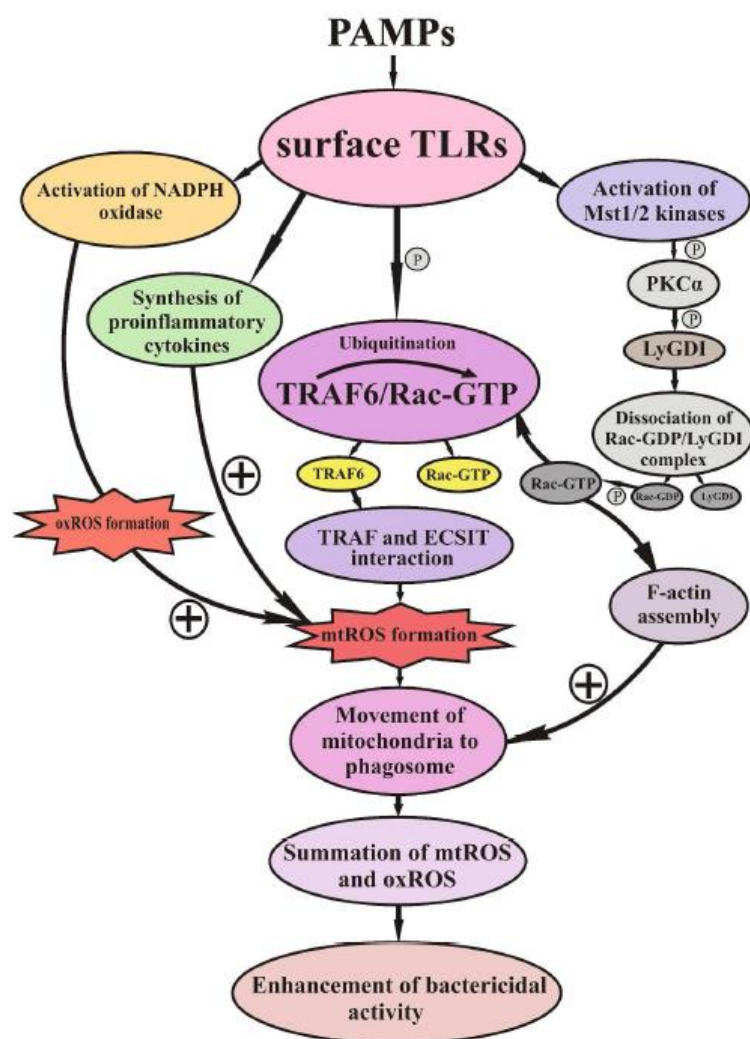 PAMPs
surface TLRs
Activation of NADPH
oxidase
Activation of
Mst1/2 kinases
P
P
PKCα
Synthesis of
proinflammatory
cytokines
P
Ubiquitination
LyGDI
TRAF6/Rac-GTP
Dissociation of
Rac-GDP/LyGDI
complex
TRAF6
Rac-GTP
Rac-GTP
P
Rac-GDP
LyGDI
oxROS formation
TRAF and ECSIT
interaction
F-actin
assembly
mtROS formation
Movement of
mitochondria to
phagosome
Summation of mtROS
and oxROS
Enhancement of bactericidal
activity